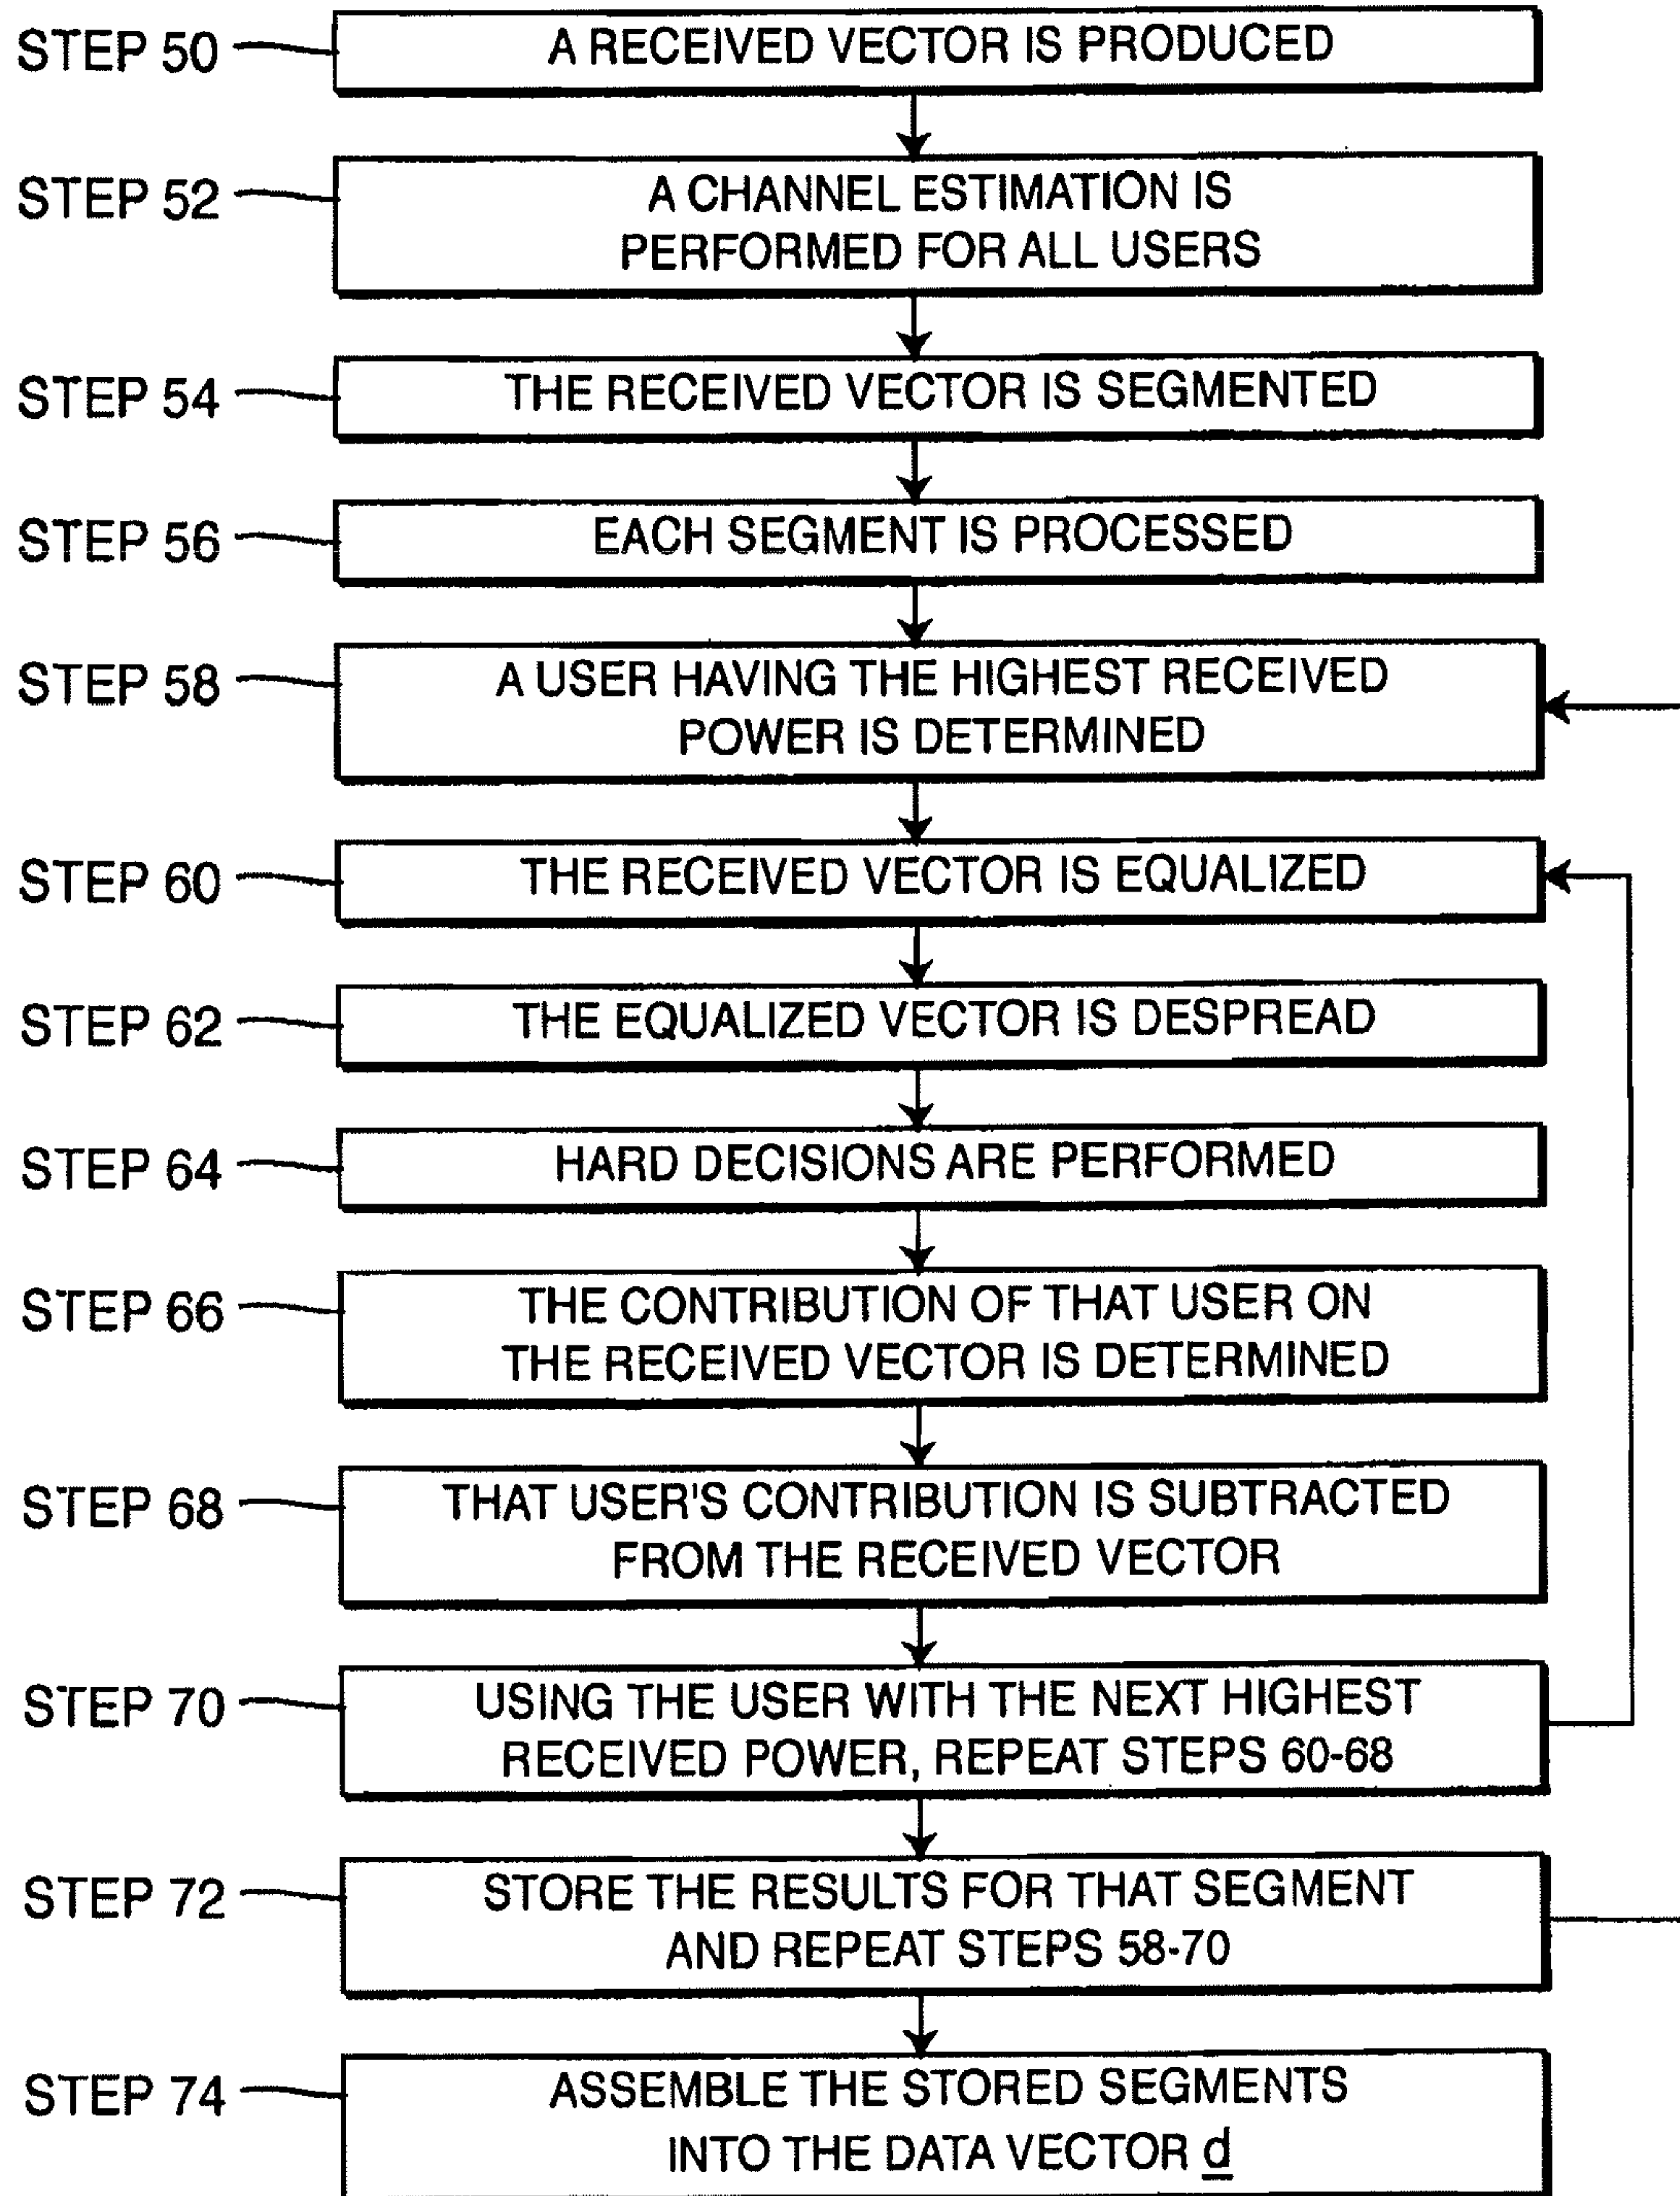 STEP 50
A RECEIVED VECTOR IS PRODUCED
STEP 52
A CHANNEL ESTIMATION IS
PERFORMED FOR ALL USERS
STEP 54
THE RECEIVED VECTOR IS SEGMENTED
STEP 56
EACH SEGMENT IS PROCESSED
STEP 58
A USER HAVING THE HIGHEST RECEIVED
POWER IS DETERMINED
STEP 60
THE RECEIVED VECTOR IS EQUALIZED
STEP 62
THE EQUALIZED VECTOR IS DESPREAD
STEP 64
HARD DECISIONS ARE PERFORMED
STEP 66
THE CONTRIBUTION OF THAT USER ON
THE RECEIVED VECTOR IS DETERMINED
STEP 68
THAT USER'S CONTRIBUTION IS SUBTRACTED
FROM THE RECEIVED VECTOR
STEP 70
USING THE USER WITH THE NEXT HIGHEST
RECEIVED POWER, REPEAT STEPS 60-68
STEP 72
STORE THE RESULTS FOR THAT SEGMENT
AND REPEAT STEPS 58-70
STEP 74
ASSEMBLE THE STORED SEGMENTS
INTO THE DATA VECTOR d